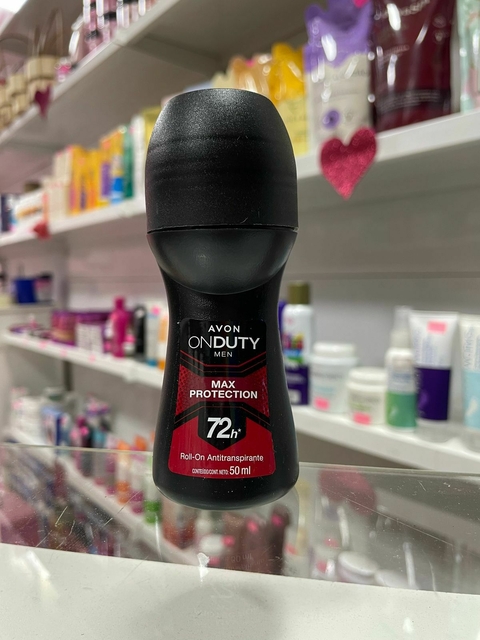 AVON
ONDUTY
MEN
MAX
PROTECTION
72h*
Roll-On Antitranspirante
CONTEÚDO/CONT. NETO: 50 ml